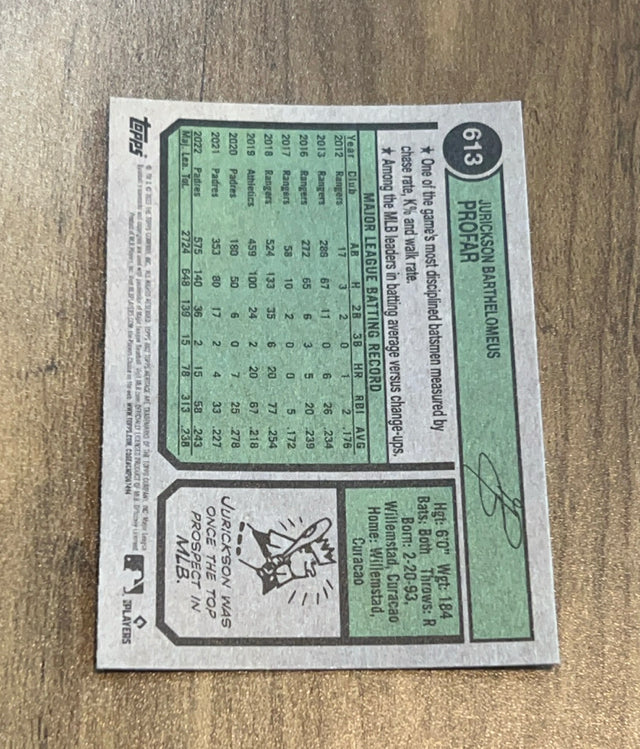 613
JURICKSON BARTHELOMEUS
PROFAR
★ One of the game's most disciplined batsmen measured by
chase rate, K% and walk rate.
★ Among the MLB leaders in batting average versus change-ups.
MAJOR LEAGUE BATTING RECORD
Year Club AB H 2B 3B HR RBI AVG
2012 Rangers 17 3 2 0 1 2 .176
2013 Rangers 286 67 11 0 6 26 .234
2016 Rangers 272 65 6 3 5 20 .239
2017 Rangers 58 10 2 0 0 5 .172
2018 Rangers 524 133 35 6 20 77 .254
2019 Athletics 459 100 24 2 20 67 .218
2020 Padres 180 50 6 0 7 25 .278
2021 Padres 353 80 17 2 4 33 .227
2022 Padres 575 140 36 2 15 58 .243
Maj. Lea. Tot. 2724 648 139 15 78 313 .238
Hgt: 6'0" Wgt: 184
Bats: Both Throws: R
Born: 2-20-93,
Willemstad, Curacao
Home: Willemstad,
Curacao
JURICKSON WAS
ONCE THE TOP
PROSPECT IN
MLB.
topps
PLAYERS